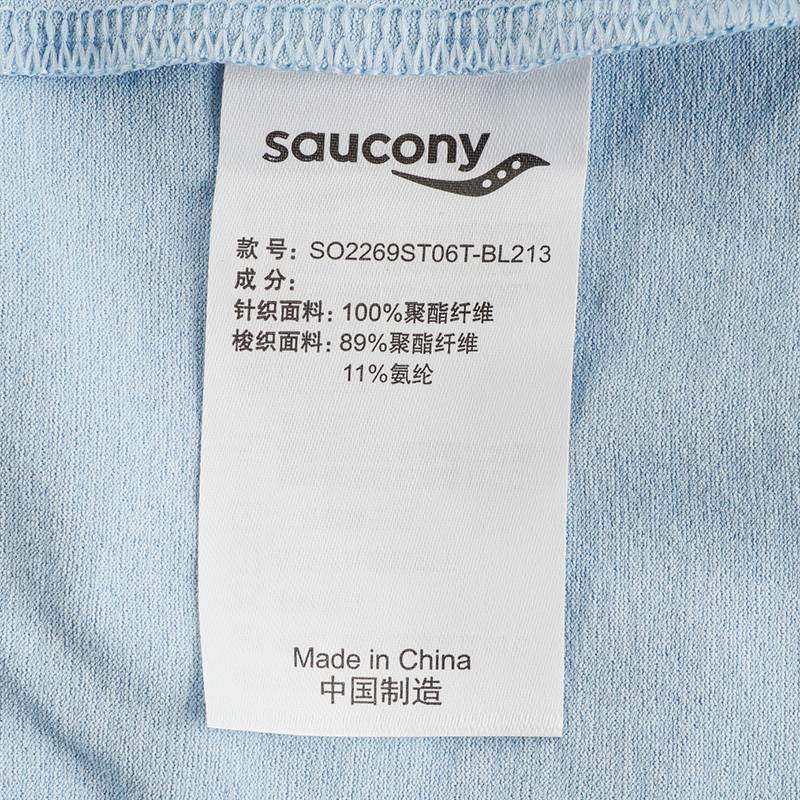 saucony
款 号: SO2269ST06T-BL213
成 分:
针织面料: 100%聚酯纤维
梭织面料: 89%聚酯纤维
11%氨纶
Made in China
中国制造